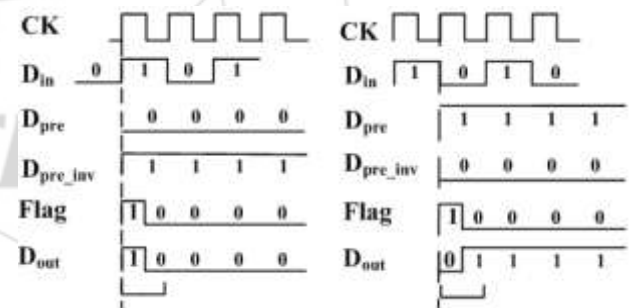 CK
Din 0 1 0 1
Dpre 0 0 0 0
Dpre_inv 1 1 1 1
Flag 1 0 0 0 0
Dout 1 0 0 0 0
CK
Din 1 0 1 0
Dpre 1 1 1 1
Dpre_inv 0 0 0 0
Flag 1 0 0 0 0
Dout 0 1 1 1 1